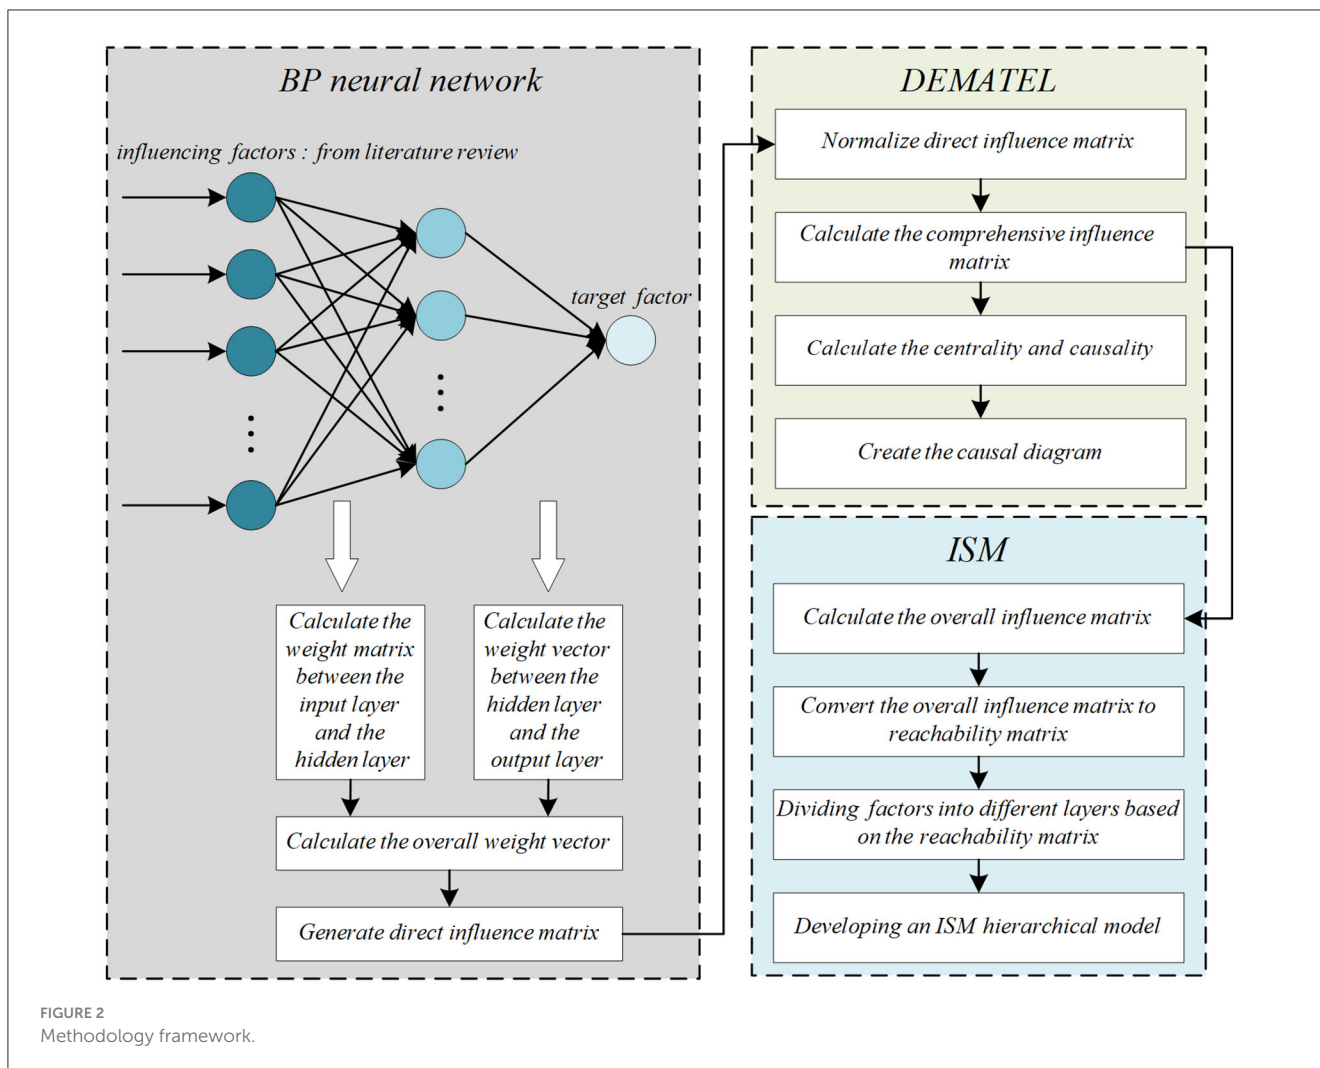 BP neural network
influencing factors : from literature review
target factor
Calculate the
weight matrix
between the
input layer
and the
hidden layer
Calculate the
weight vector
between the
hidden layer
and the
output layer
Calculate the overall weight vector
Generate direct influence matrix
DEMATEL
Normalize direct influence matrix
Calculate the comprehensive influence
matrix
Calculate the centrality and causality
Create the causal diagram
ISM
Calculate the overall influence matrix
Convert the overall influence matrix to
reachability matrix
Dividing factors into different layers based
on the reachability matrix
Developing an ISM hierarchical model
FIGURE 2
Methodology framework.